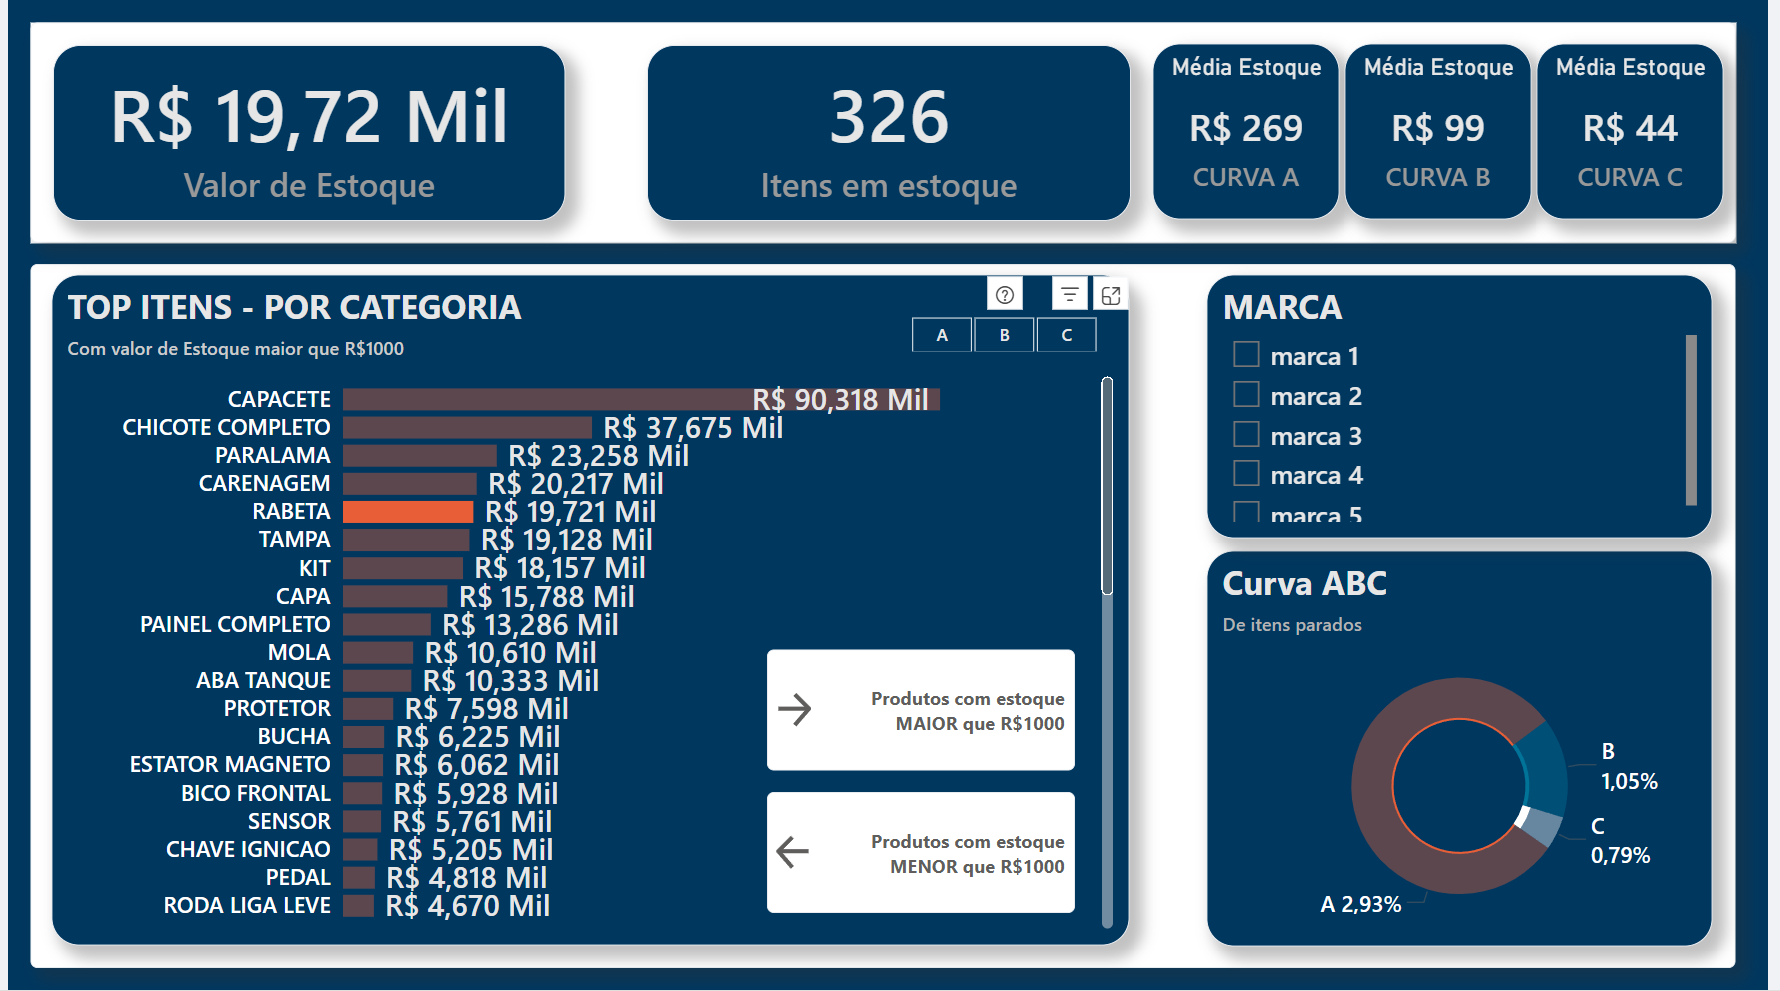 R$ 19,72 Mil
Valor de Estoque
326
Itens em estoque
Média Estoque
R$ 269
CURVA A
Média Estoque
R$ 99
CURVA B
Média Estoque
R$ 44
CURVA C
TOP ITENS - POR CATEGORIA
Com valor de Estoque maior que R$1000
A
B
C
CAPACETE R$ 90,318 Mil
CHICOTE COMPLETO R$ 37,675 Mil
PARALAMA R$ 23,258 Mil
CARENAGEM R$ 20,217 Mil
RABETA R$ 19,721 Mil
TAMPA R$ 19,128 Mil
KIT R$ 18,157 Mil
CAPA R$ 15,788 Mil
PAINEL COMPLETO R$ 13,286 Mil
MOLA R$ 10,610 Mil
ABA TANQUE R$ 10,333 Mil
PROTETOR R$ 7,598 Mil
BUCHA R$ 6,225 Mil
ESTATOR MAGNETO R$ 6,062 Mil
BICO FRONTAL R$ 5,928 Mil
SENSOR R$ 5,761 Mil
CHAVE IGNICAO R$ 5,205 Mil
PEDAL R$ 4,818 Mil
RODA LIGA LEVE R$ 4,670 Mil
Produtos com estoque
MAIOR que R$1000
Produtos com estoque
MENOR que R$1000
MARCA
marca 1
marca 2
marca 3
marca 4
marca 5
Curva ABC
De itens parados
B
1,05%
C
0,79%
A 2,93%